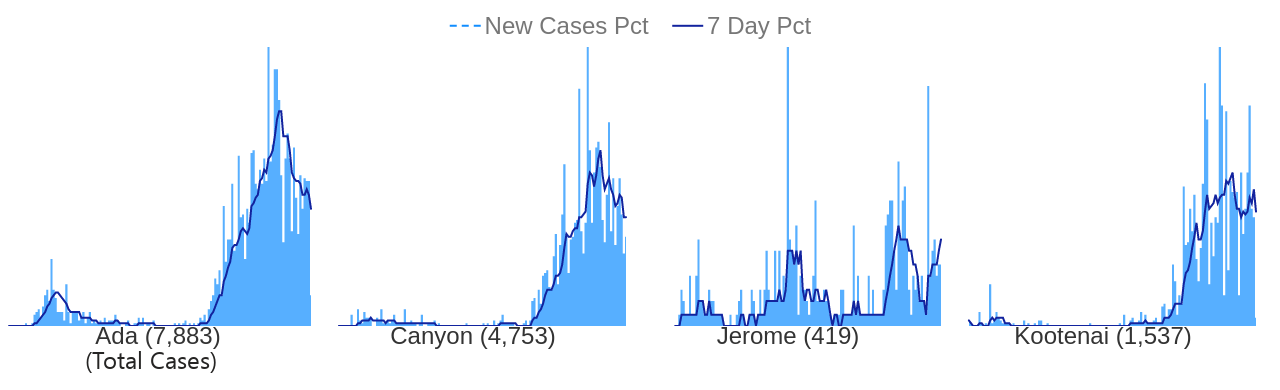 New Cases Pct 7 Day Pct
Ada (7,883) Canyon (4,753) Jerome (419) Kootenai (1,537)
(Total Cases)